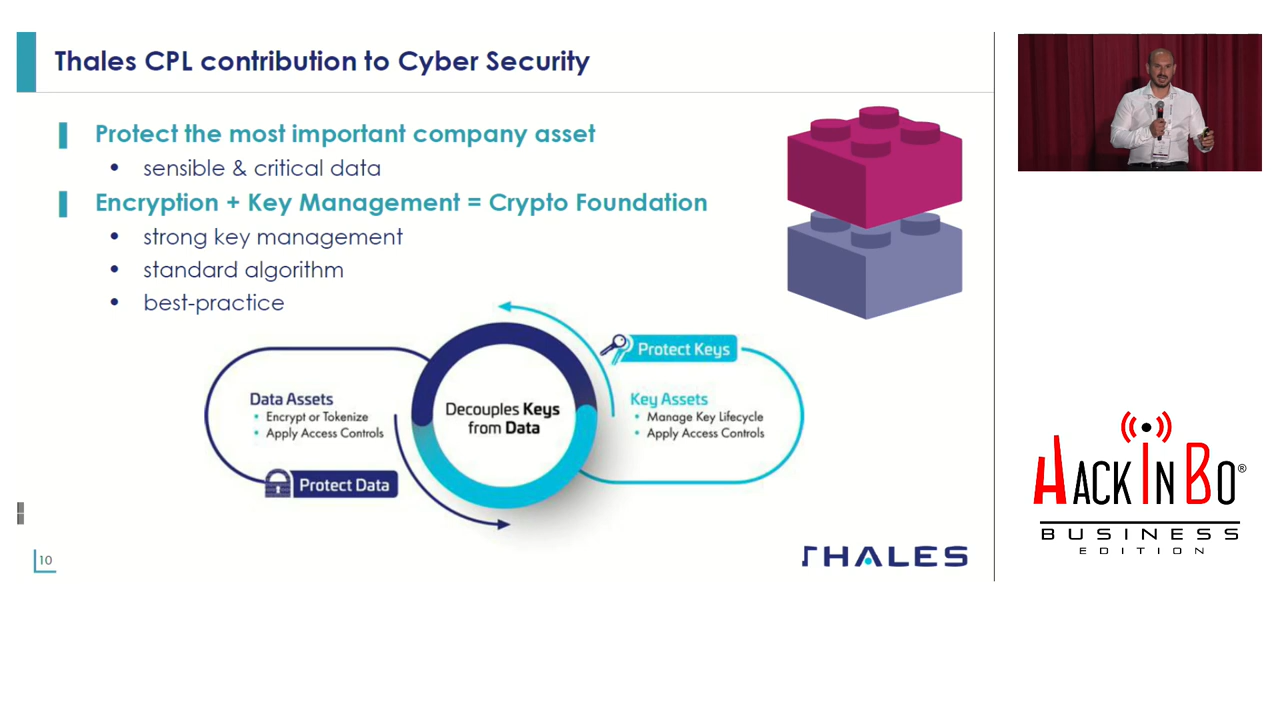 Thales CPL contribution to Cyber Security
Protect the most important company asset
• sensible & critical data
Encryption + Key Management = Crypto Foundation
• strong key management
• standard algorithm
• best-practice
Data Assets
• Encrypt or Tokenize
• Apply Access Controls
Protect Data
Decouples Keys
from Data
Protect Keys
Key Assets
• Manage Key Lifecycle
• Apply Access Controls
10
THALES
HACKINBO®
BUSINESS
EDITION